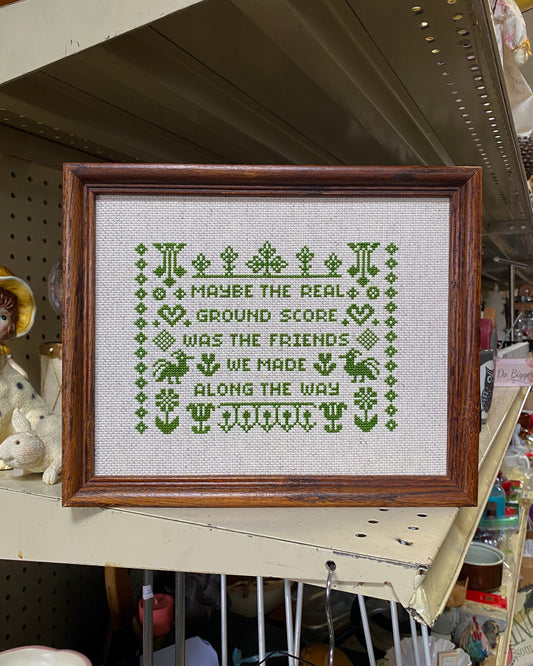 MAYBE THE REAL
GROUND SCORE
WAS THE FRIENDS
WE MADE
ALONG THE WAY